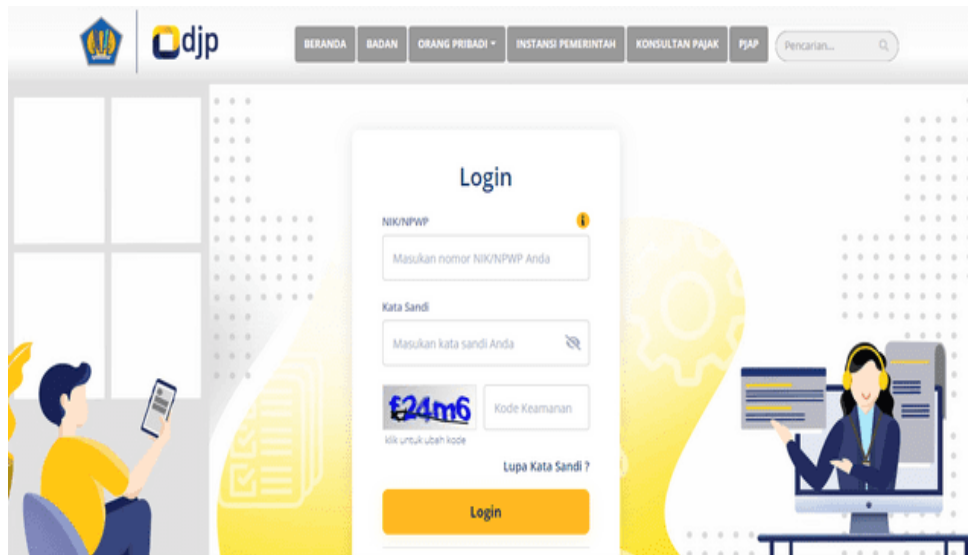 djp
BERANDA BADAN ORANG PRIBADI INSTANSI PEMERINTAH KONSULTAN PAJAK PJAP Pencarian...
Login
NIK/NPWP
Masukan nomor NIK/NPWP Anda
Kata Sandi
Masukan kata sandi Anda
Kode Keamanan
klik untuk ubah kode
Lupa Kata Sandi ?
Login